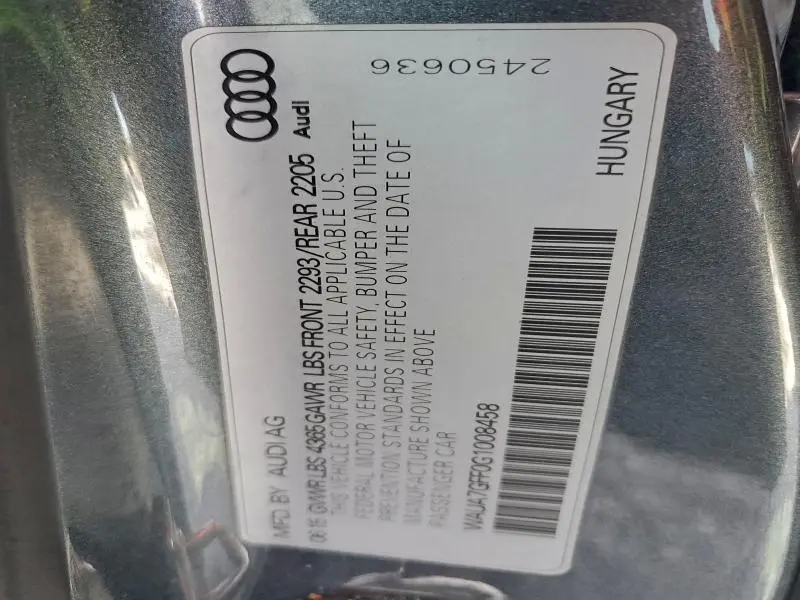 MFD. BY AUDI AG
06 15 GVWR LBS 4365 GAWR LBS FRONT 2293/REAR 2205 Audi
THIS VEHICLE CONFORMS TO ALL APPLICABLE U.S.
FEDERAL MOTOR VEHICLE SAFETY, BUMPER AND THEFT
PREVENTION STANDARDS IN EFFECT ON THE DATE OF
MANUFACTURE SHOWN ABOVE
PASSENGER CAR
WAUA7GFF0G1008458
HUNGARY
2450636